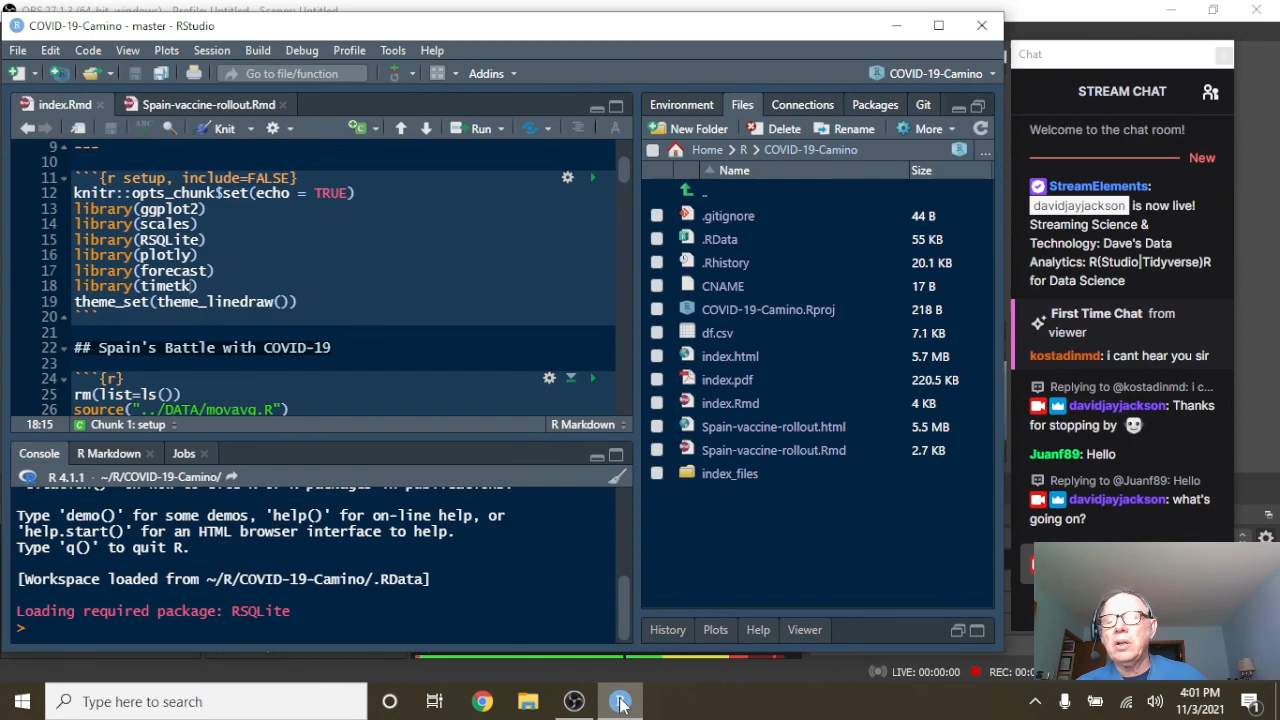 OBS 27.1.3 (64-bit, windows) - Profile: Untitled - Scenes: Untitled
COVID-19-Camino - master - RStudio
File Edit Code View Plots Session Build Debug Profile Tools Help
Go to file/function
Addins
COVID-19-Camino
index.Rmd
Spain-vaccine-rollout.Rmd
Knit
Run
9 ---
10
11 ```{r setup, include=FALSE}
12 knitr::opts_chunk$set(echo = TRUE)
13 library(ggplot2)
14 library(scales)
15 library(RSQLite)
16 library(plotly)
17 library(forecast)
18 library(timetk)
19 theme_set(theme_linedraw())
20 ```
21
22 ## Spain's Battle with COVID-19
23
24 ```{r}
25 rm(list=ls())
26 source("../DATA/movavg.R")
18:15 Chunk 1: setup R Markdown
Console R Markdown Jobs
R 4.1.1 · ~/R/COVID-19-Camino/
Type 'demo()' for some demos, 'help()' for on-line help, or
'help.start()' for an HTML browser interface to help.
Type 'q()' to quit R.
[Workspace loaded from ~/R/COVID-19-Camino/.RData]
Loading required package: RSQLite
>
Environment Files Connections Packages Git
New Folder Delete Rename More
Home R COVID-19-Camino ...
Name Size
..
.gitignore 44 B
.RData 55 KB
.Rhistory 20.1 KB
CNAME 17 B
COVID-19-Camino.Rproj 218 B
df.csv 7.1 KB
index.html 5.7 MB
index.pdf 220.5 KB
index.Rmd 4 KB
Spain-vaccine-rollout.html 5.5 MB
Spain-vaccine-rollout.Rmd 2.7 KB
index_files
History Plots Help Viewer
Chat
STREAM CHAT
Welcome to the chat room!
New
StreamElements:
davidjayjackson is now live!
Streaming Science &
Technology: Dave's Data
Analytics: R(Studio|Tidyverse)R
for Data Science
First Time Chat from
viewer
kostadinmd: i cant hear you sir
Replying to @kostadinmd: i c...
davidjayjackson: Thanks
for stopping by
Juanf89: Hello
Replying to @Juanf89: Hello
davidjayjackson: what's
going on?
LIVE: 00:00:00
REC: 00:0
Type here to search
4:01 PM
11/3/2021
1